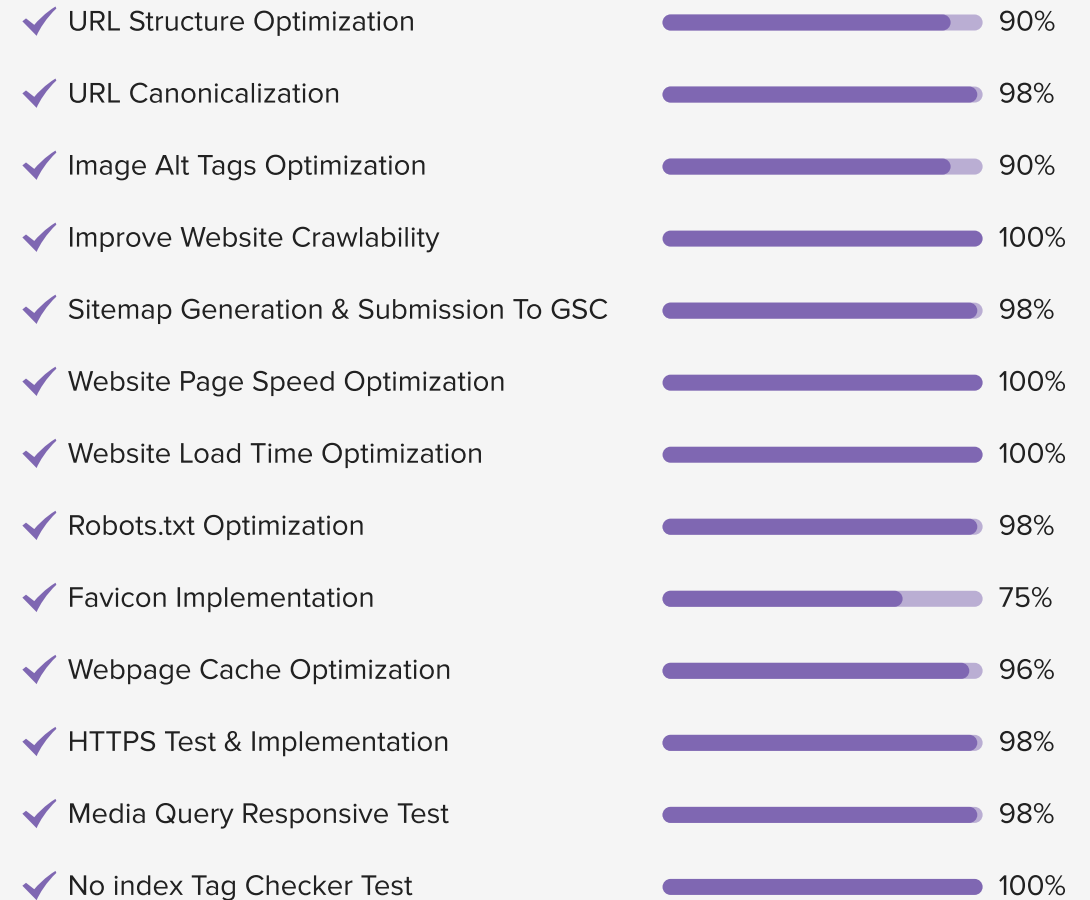 URL Structure Optimization 90%
URL Canonicalization 98%
Image Alt Tags Optimization 90%
Improve Website Crawlability 100%
Sitemap Generation & Submission To GSC 98%
Website Page Speed Optimization 100%
Website Load Time Optimization 100%
Robots.txt Optimization 98%
Favicon Implementation 75%
Webpage Cache Optimization 96%
HTTPS Test & Implementation 98%
Media Query Responsive Test 98%
No index Tag Checker Test 100%